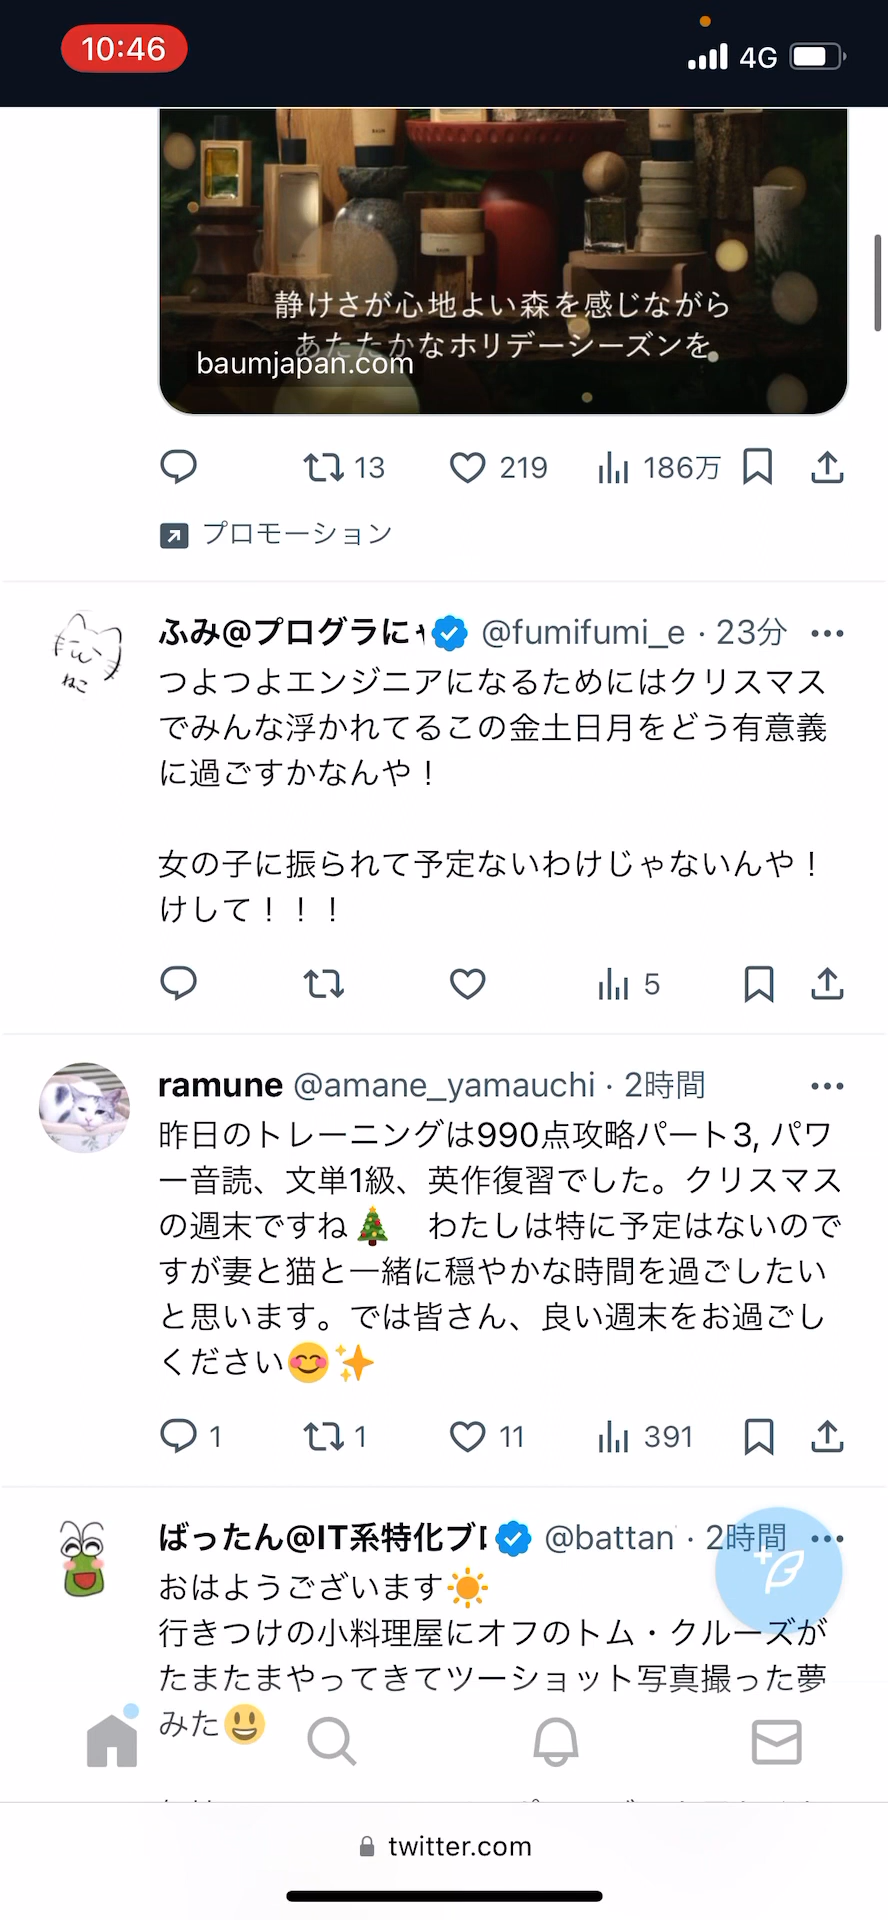 10:46
4G
静けさが心地よい森を感じながら
あたたかなホリデーシーズンを。
baumjapan.com
13 219 186万
プロモーション
ふみ@プログラにゃ @fumifumi_e · 23分
つよつよエンジニアになるためにはクリスマス
でみんな浮かれてるこの金土日月をどう有意義
に過ごすかなんや！
女の子に振られて予定ないわけじゃないんや！
けして！！！
ねこ
5
ramune @amane_yamauchi · 2時間
昨日のトレーニングは990点攻略パート3, パワ
ー音読、文単1級、英作復習でした。クリスマス
の週末ですね🎄　わたしは特に予定はないので
すが妻と猫と一緒に穏やかな時間を過ごしたい
と思います。では皆さん、良い週末をお過ごし
ください😊✨
1 1 11 391
ばったん@IT系特化ブ @battan · 2時間
おはようございます☀️
行きつけの小料理屋にオフのトム・クルーズが
たまたまやってきてツーショット写真撮った夢
みた😃
twitter.com